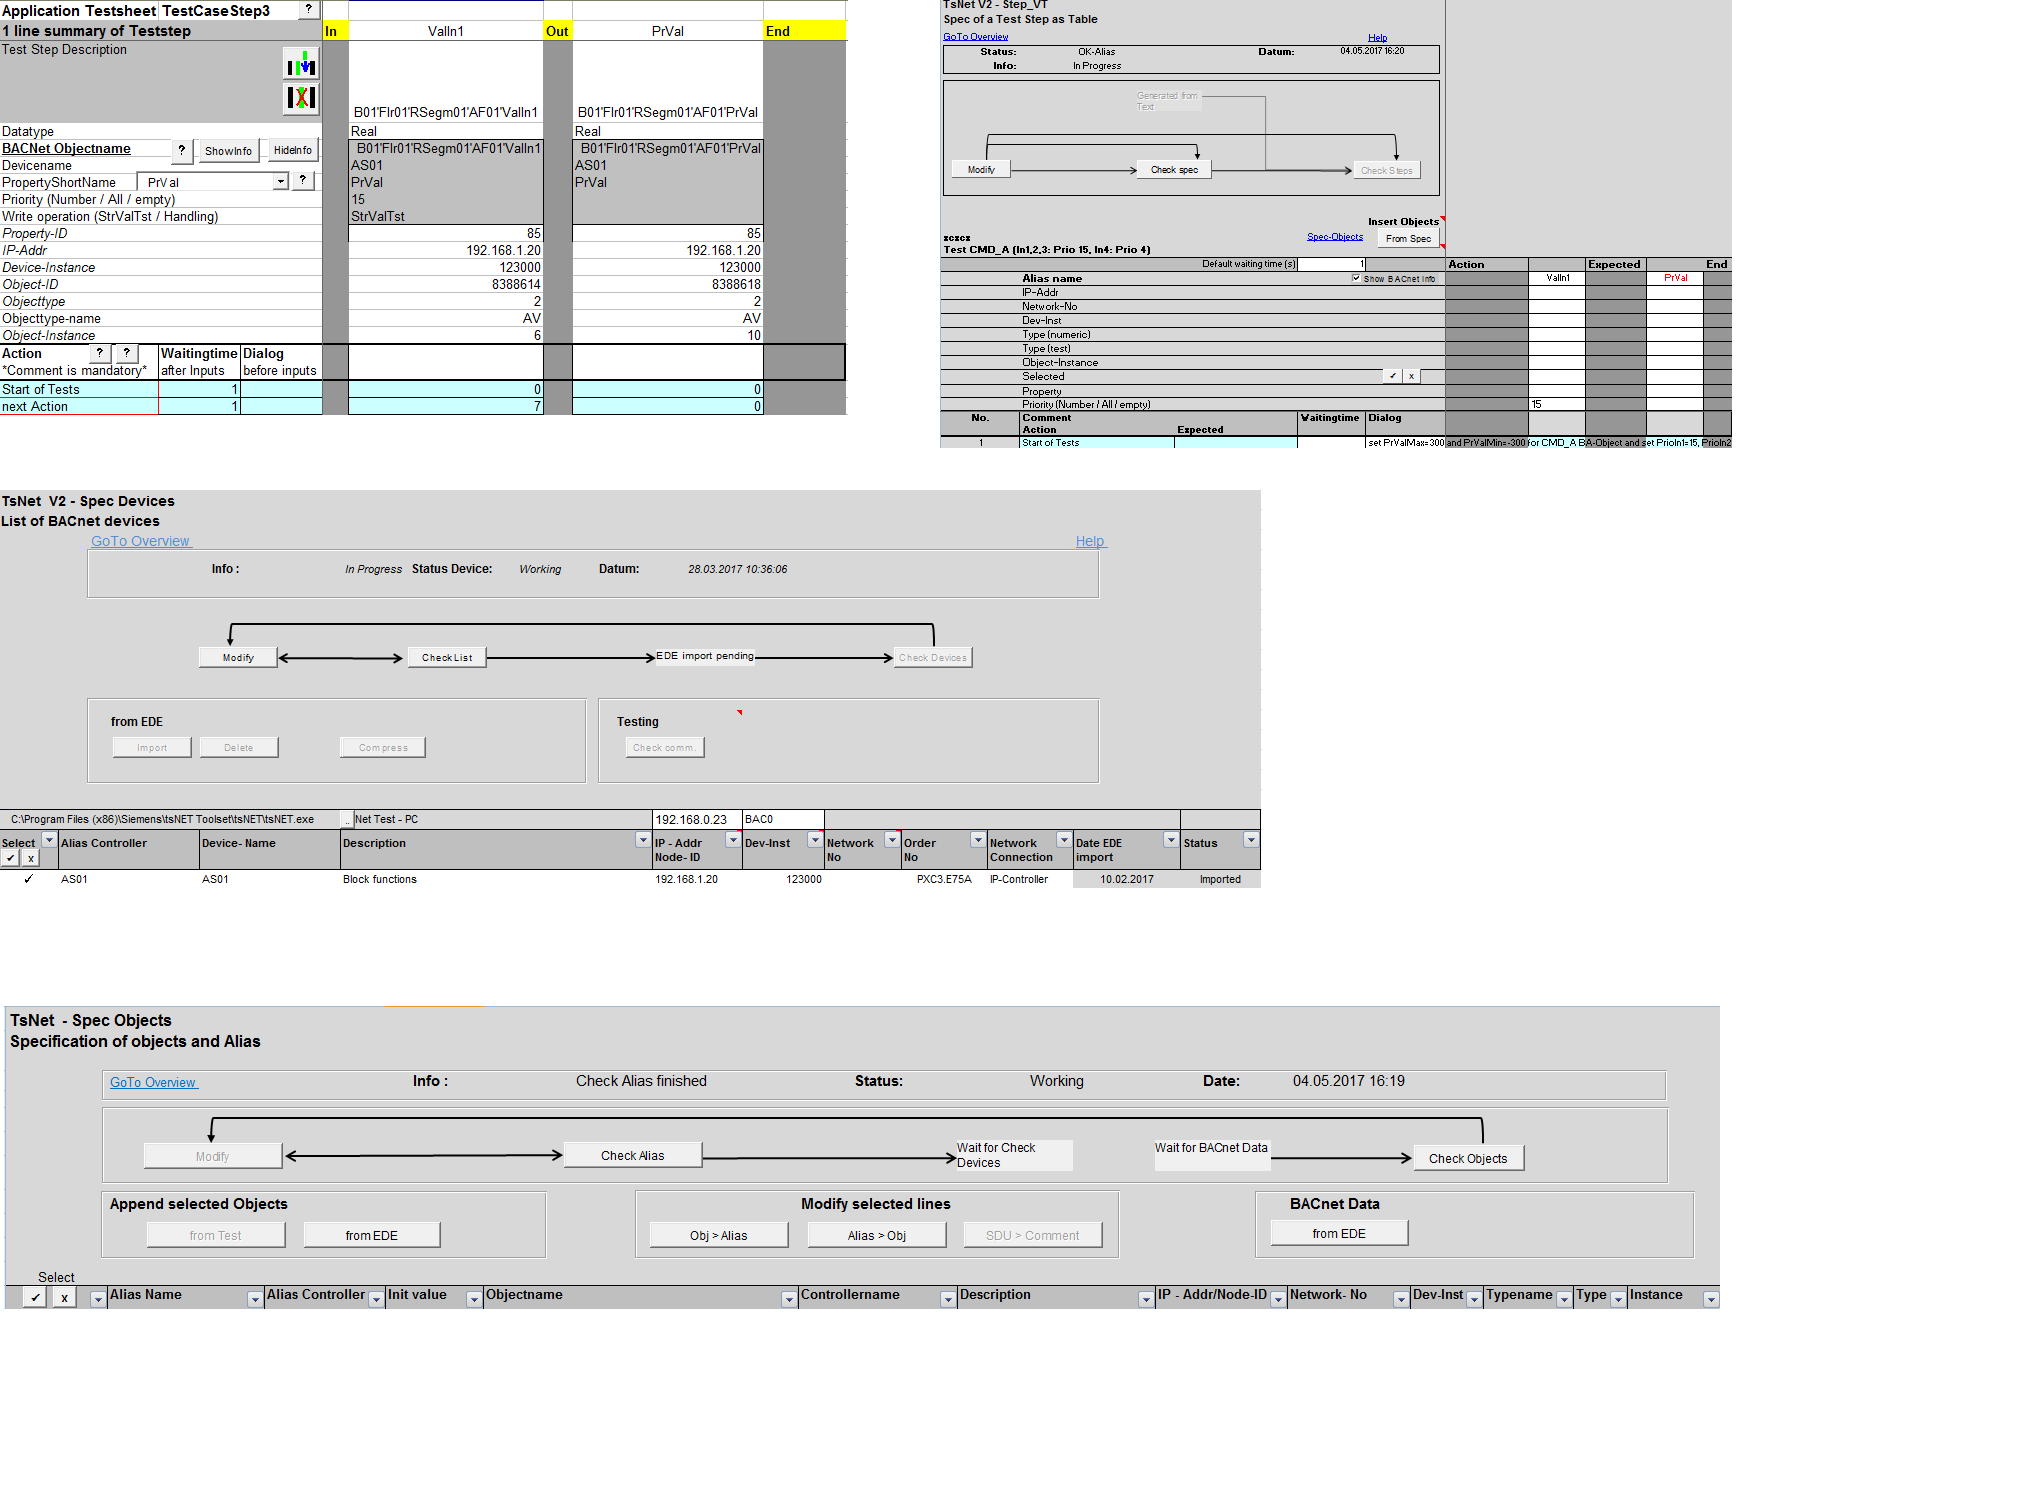 Application Testsheet TestCaseStep3 ?
1 line summary of Teststep In ValIn1 Out PrVal End
Test Step Description
B01'Flr01'RSegm01'AF01'ValIn1 B01'Flr01'RSegm01'AF01'PrVal
Datatype Real Real
BACNet Objectname ? ShowInfo HideInfo B01'Flr01'RSegm01'AF01'ValIn1 B01'Flr01'RSegm01'AF01'PrVal
Devicename AS01 AS01
PropertyShortName PrVal ? PrVal PrVal
Priority (Number / All / empty) 15
Write operation (StrValTst / Handling) StrValTst
Property-ID 85 85
IP-Addr 192.168.1.20 192.168.1.20
Device-Instance 123000 123000
Object-ID 8388614 8388618
Objecttype 2 2
Objecttype-name AV AV
Object-Instance 6 10
Action ? ? Waitingtime Dialog
*Comment is mandatory* after Inputs before inputs
Start of Tests 1 0 0
next Action 1 7 0
TsNet V2 - Step_VT
Spec of a Test Step as Table
GoTo Overview Help
Status: OK-Alias Datum: 04.05.2017 16:20
Info: In Progress
Generated from
Text
Modify Check spec Check Steps
Insert Objects
zczcz Spec-Objects From Spec
Test CMD_A (In1,2,3: Prio 15, In4: Prio 4)
Default waiting time (s) 1 Action Expected End
Alias name Show BACnet Info ValIn1 PrVal
IP-Addr
Network-No
Dev-Inst
Type (numeric)
Type (test)
Object-Instance
Selected ✓ x
Property
Priority (Number / All / empty) 15
No. Comment Waitingtime Dialog
Action Expected
1 Start of Tests set PrValMax=300 and PrValMin=-300 for CMD_A BA-Object and set PrioIn1=15, PrioIn2
TsNet V2 - Spec Devices
List of BACnet devices
GoTo Overview Help
Info : In Progress Status Device: Working Datum: 28.03.2017 10:36:06
Modify Check List EDE import pending Check Devices
from EDE Testing
Import Delete Compress Check comm.
C:\Program Files (x86)\Siemens\tsNET Toolset\tsNET\tsNET.exe .. Net Test - PC 192.168.0.23 BAC0
Select Alias Controller Device- Name Description IP - Addr Dev-Inst Network Order Network Date EDE Status
✓ x Node- ID No No Connection import
✓ AS01 AS01 Block functions 192.168.1.20 123000 PXC3.E75A IP-Controller 10.02.2017 Imported
TsNet - Spec Objects
Specification of objects and Alias
GoTo Overview Info : Check Alias finished Status: Working Date: 04.05.2017 16:19
Modify Check Alias Wait for Check Wait for BACnet Data Check Objects
Devices
Append selected Objects Modify selected lines BACnet Data
from Test from EDE Obj > Alias Alias > Obj SDU > Comment from EDE
Select
✓ x Alias Name Alias Controller Init value Objectname Controllername Description IP - Addr/Node-ID Network- No Dev-Inst Typename Type Instance